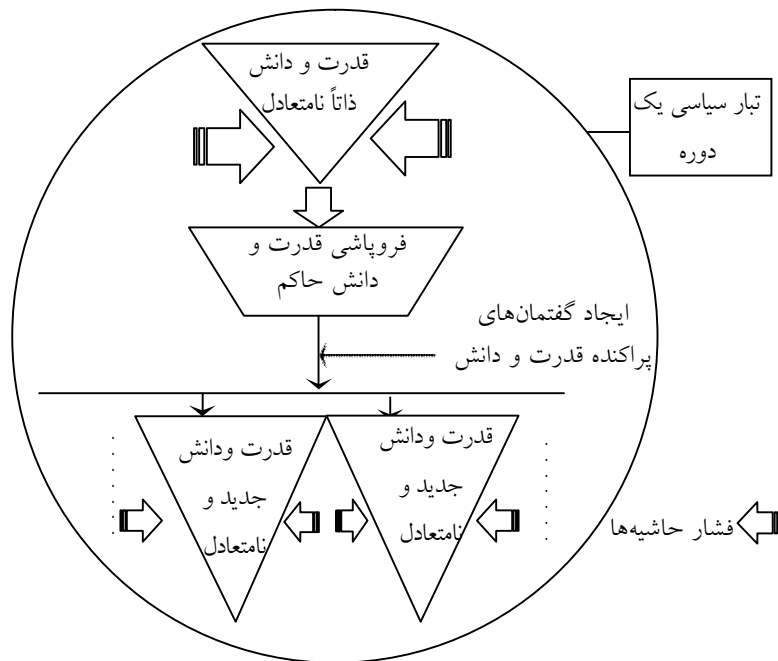 قدرت و دانش
ذاتاً نامتعادل
تبار سیاسی یک
دوره
فروپاشی قدرت و
دانش حاکم
ایجاد گفتمان‌های
پراکنده قدرت و دانش
قدرت ودانش
جدید و
نامتعادل
قدرت ودانش
جدید و
نامتعادل
فشار حاشیه‌ها